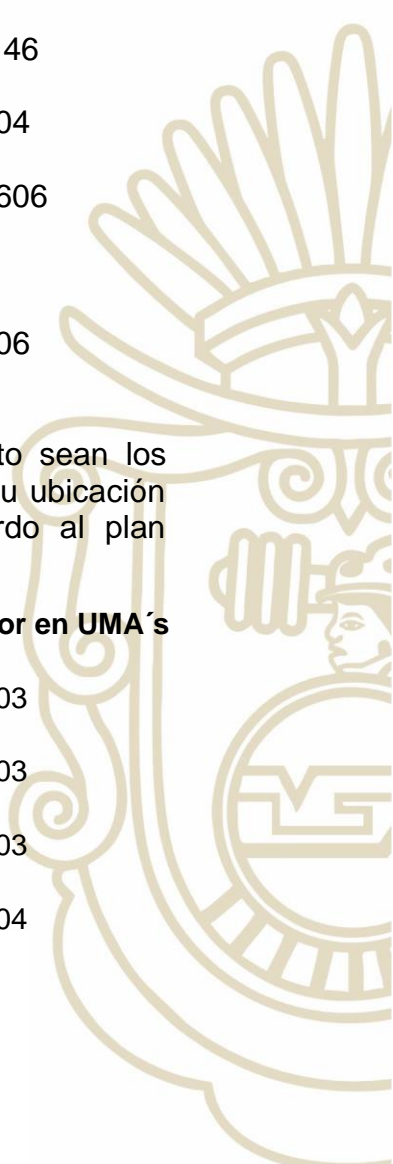 46
04
606
06
to sean los
u ubicación
rdo al plan
or en UMA´s
03
03
03
04